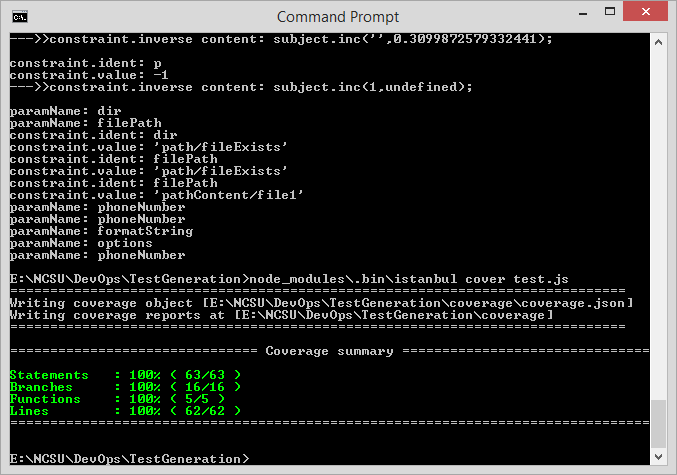 Command Prompt
--->>constraint.inverse content: subject.inc('',0.3099872579332441);
constraint.ident: p
constraint.value: -1
--->>constraint.inverse content: subject.inc(1,undefined);
paramName: dir
paramName: filePath
constraint.ident: dir
constraint.value: 'path/fileExists'
constraint.ident: filePath
constraint.value: 'path/fileExists'
constraint.ident: filePath
constraint.value: 'pathContent/file1'
paramName: phoneNumber
paramName: phoneNumber
paramName: formatString
paramName: options
paramName: phoneNumber
E:\NCSU\DevOps\TestGeneration>node_modules\.bin\istanbul cover test.js
=============================================================================
Writing coverage object [E:\NCSU\DevOps\TestGeneration\coverage\coverage.json]
Writing coverage reports at [E:\NCSU\DevOps\TestGeneration\coverage]
=============================================================================
=============================== Coverage summary ===============================
Statements   : 100% ( 63/63 )
Branches     : 100% ( 16/16 )
Functions    : 100% ( 5/5 )
Lines        : 100% ( 62/62 )
================================================================================
E:\NCSU\DevOps\TestGeneration>